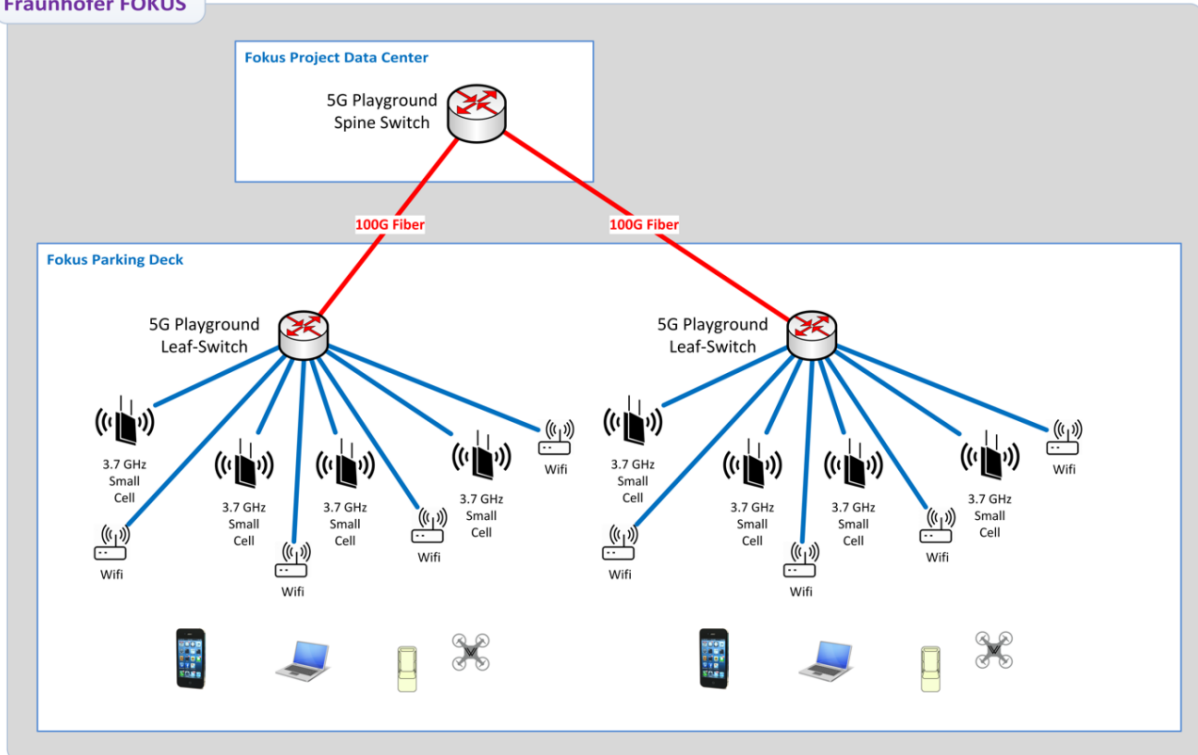 Fraunhofer FOKUS
Fokus Project Data Center
5G Playground
Spine Switch
100G Fiber
100G Fiber
Fokus Parking Deck
5G Playground
Leaf-Switch
5G Playground
Leaf-Switch
3.7 GHz
Small
Cell
3.7 GHz
Small
Cell
3.7 GHz
Small
Cell
3.7 GHz
Small
Cell
Wifi
Wifi
Wifi
Wifi
3.7 GHz
Small
Cell
3.7 GHz
Small
Cell
3.7 GHz
Small
Cell
3.7 GHz
Small
Cell
Wifi
Wifi
Wifi
Wifi